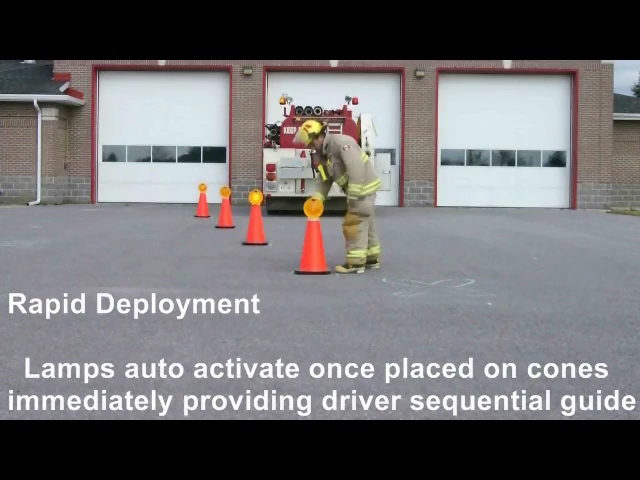 Rapid Deployment
Lamps auto activate once placed on cones
immediately providing driver sequential guide